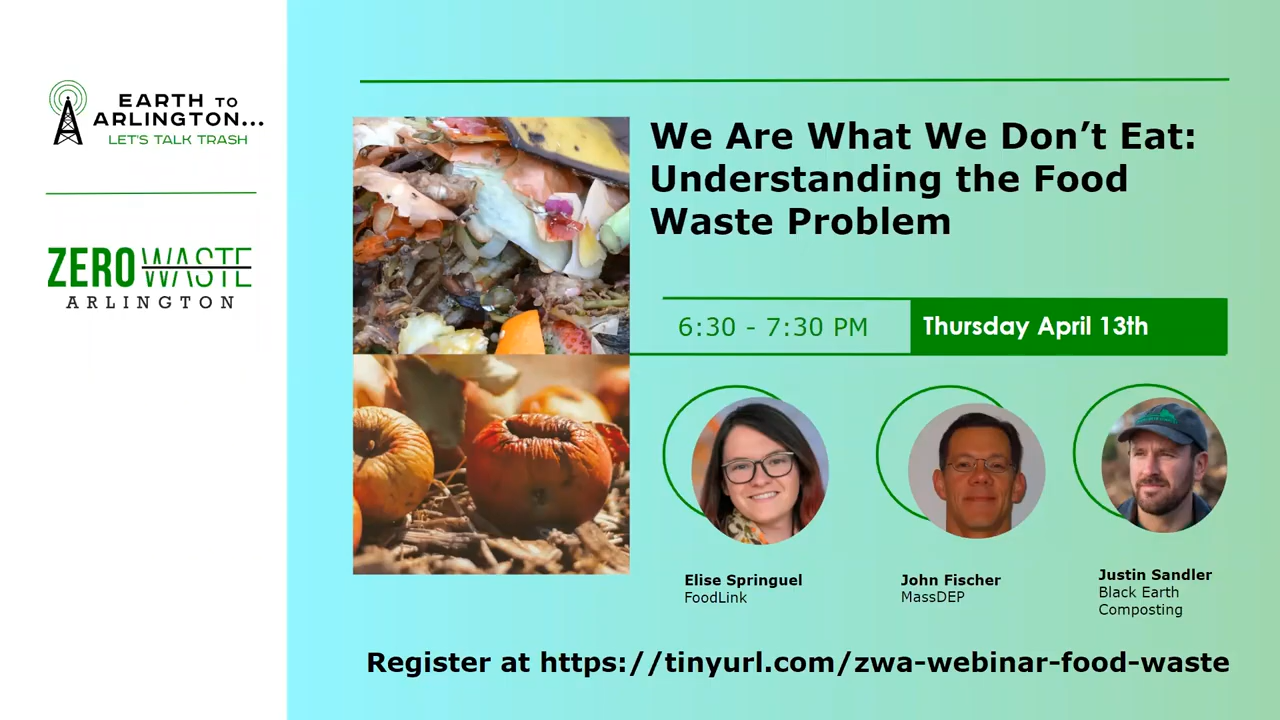 EARTH TO
ARLINGTON...
LET'S TALK TRASH
ZERO WASTE
ARLINGTON
We Are What We Don’t Eat:
Understanding the Food
Waste Problem
6:30 - 7:30 PM
Thursday April 13th
Elise Springuel
FoodLink
John Fischer
MassDEP
Justin Sandler
Black Earth
Composting
Register at https://tinyurl.com/zwa-webinar-food-waste